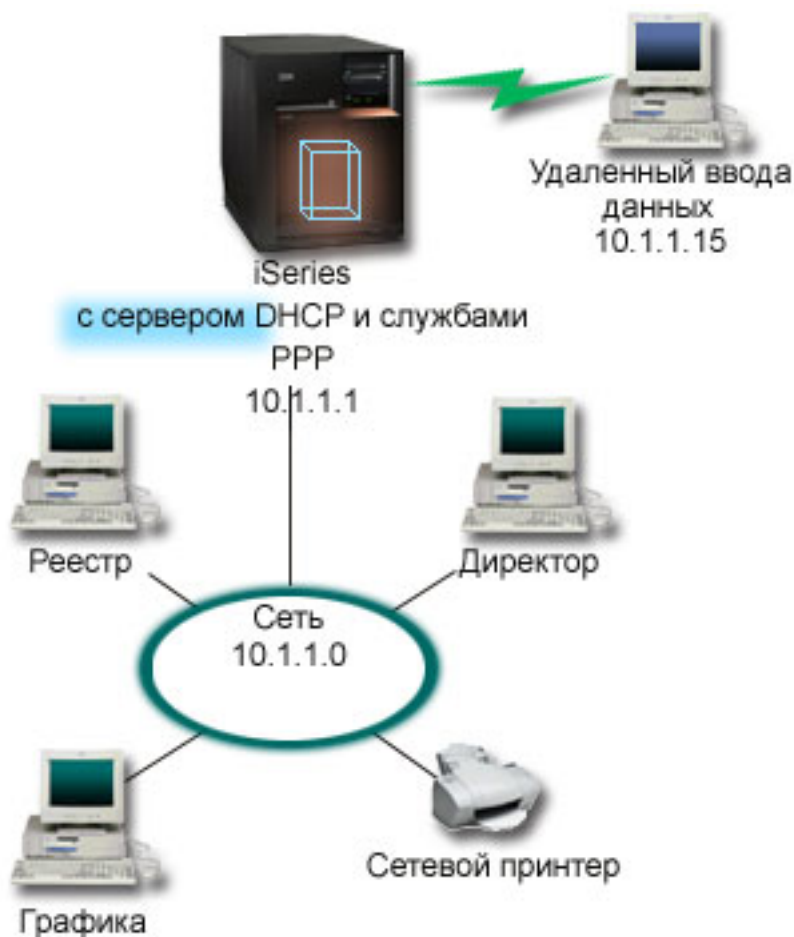 Удаленный ввода
данных
10.1.1.15
iSeries
с сервером DHCP и службами
PPP
10.1.1.1
Реестр
Директор
Сеть
10.1.1.0
Сетевой принтер
Графика